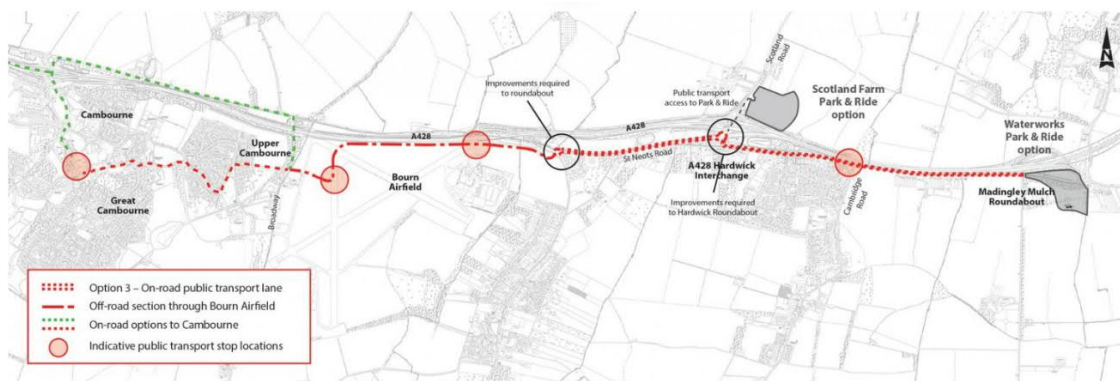 Cambourne
Upper
Cambourne
Great
Cambourne
Broadway
Bourn
Airfield
A428
Improvements required
to roundabout
St Neots Road
A428
Public transport
access to Park & Ride
Scotland
Road
A428 Hardwick
Interchange
Improvements required
to Hardwick Roundabout
Scotland Farm
Park & Ride
option
Cambridge
Road
Waterworks
Park & Ride
option
Madingley Mulch
Roundabout
N
Option 3 – On-road public transport lane
Off-road section through Bourn Airfield
On-road options to Cambourne
Indicative public transport stop locations